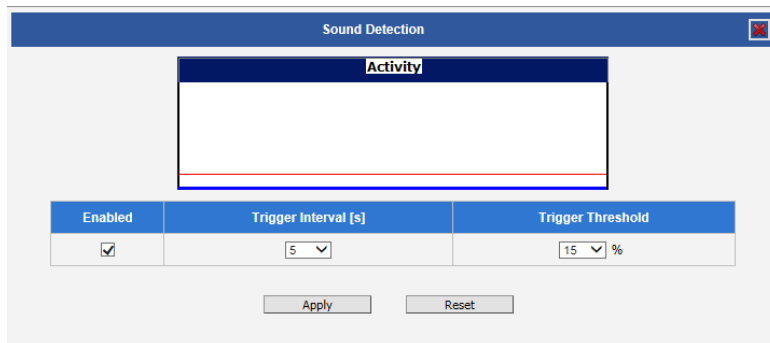 Sound Detection
Activity
Enabled Trigger Interval [s] Trigger Threshold
5 15 %
Apply Reset